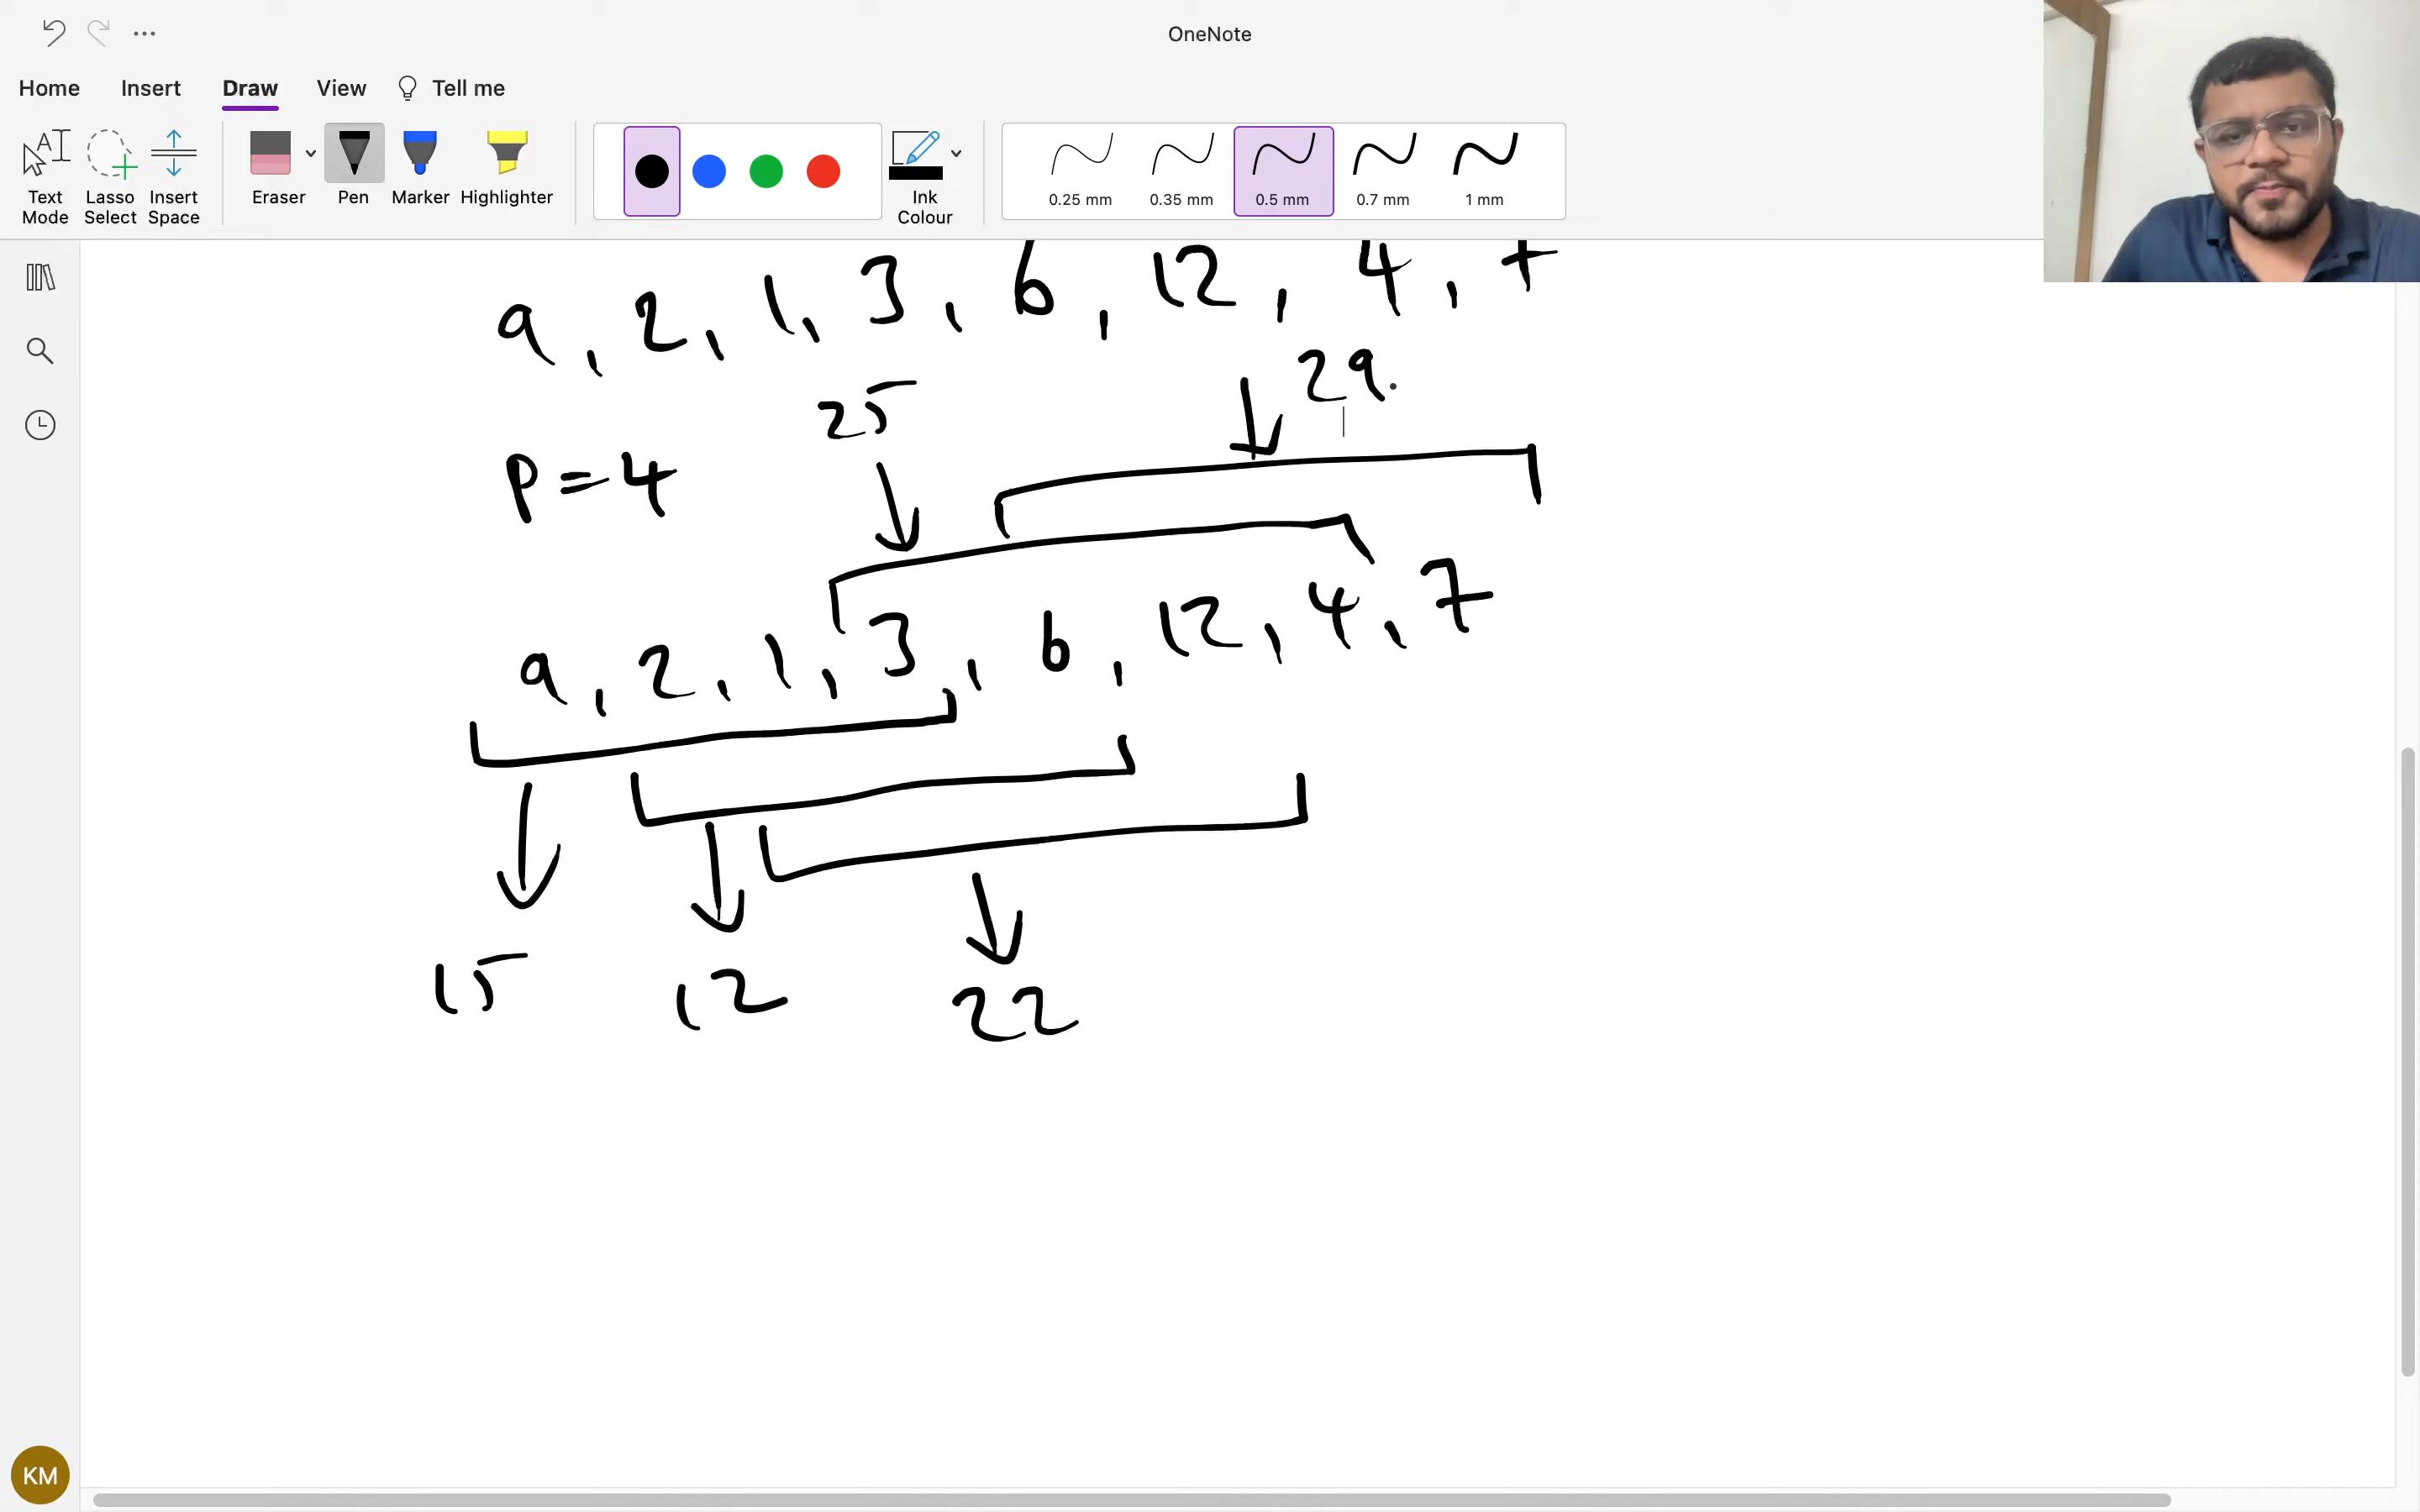 OneNote
Home Insert Draw View Tell me
Text Mode Lasso Select Insert Space Eraser Pen Marker Highlighter Ink Colour 0.25 mm 0.35 mm 0.5 mm 0.7 mm 1 mm
9, 2, 1, 3, 6, 12, 4, 7
25 29.
P=4
9, 2, 1, 3, , 6, 12, 4, 7
15 12 22
KM